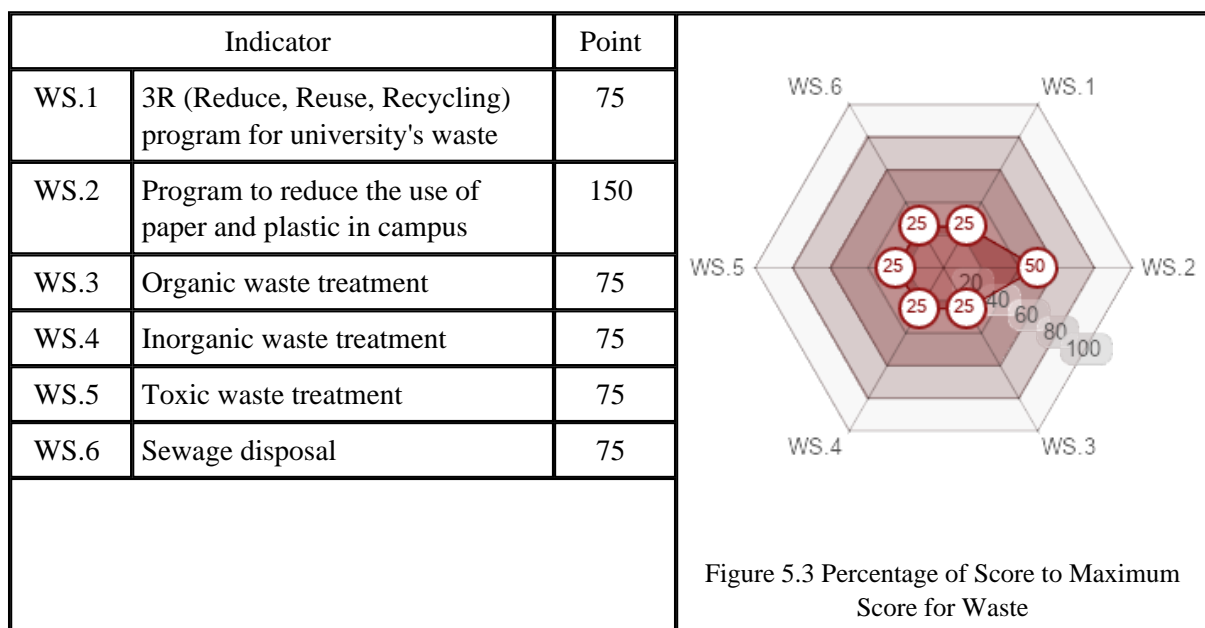 Indicator Point
WS.1 3R (Reduce, Reuse, Recycling) 75
program for university's waste
WS.2 Program to reduce the use of 150
paper and plastic in campus
WS.3 Organic waste treatment 75
WS.4 Inorganic waste treatment 75
WS.5 Toxic waste treatment 75
WS.6 Sewage disposal 75
WS.6 WS.1
25 25
WS.5 25 50 WS.2
20
25 25 40
60
80
100
WS.4 WS.3
Figure 5.3 Percentage of Score to Maximum
Score for Waste